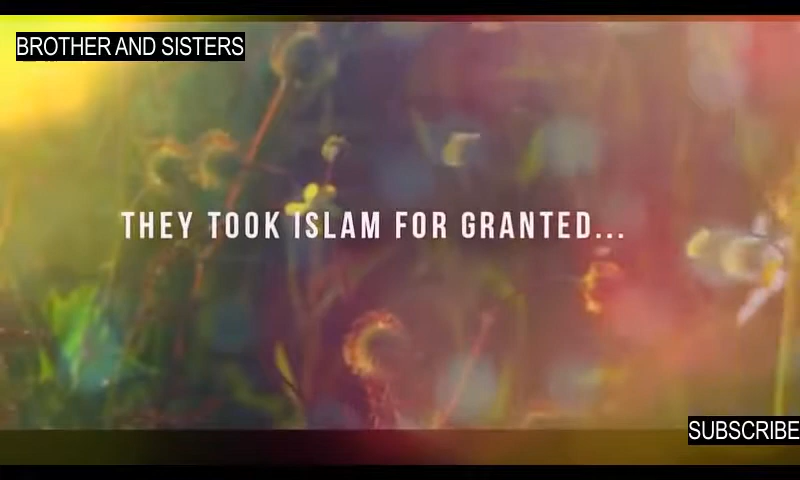 BROTHER AND SISTERS
THEY TOOK ISLAM FOR GRANTED...
SUBSCRIBE